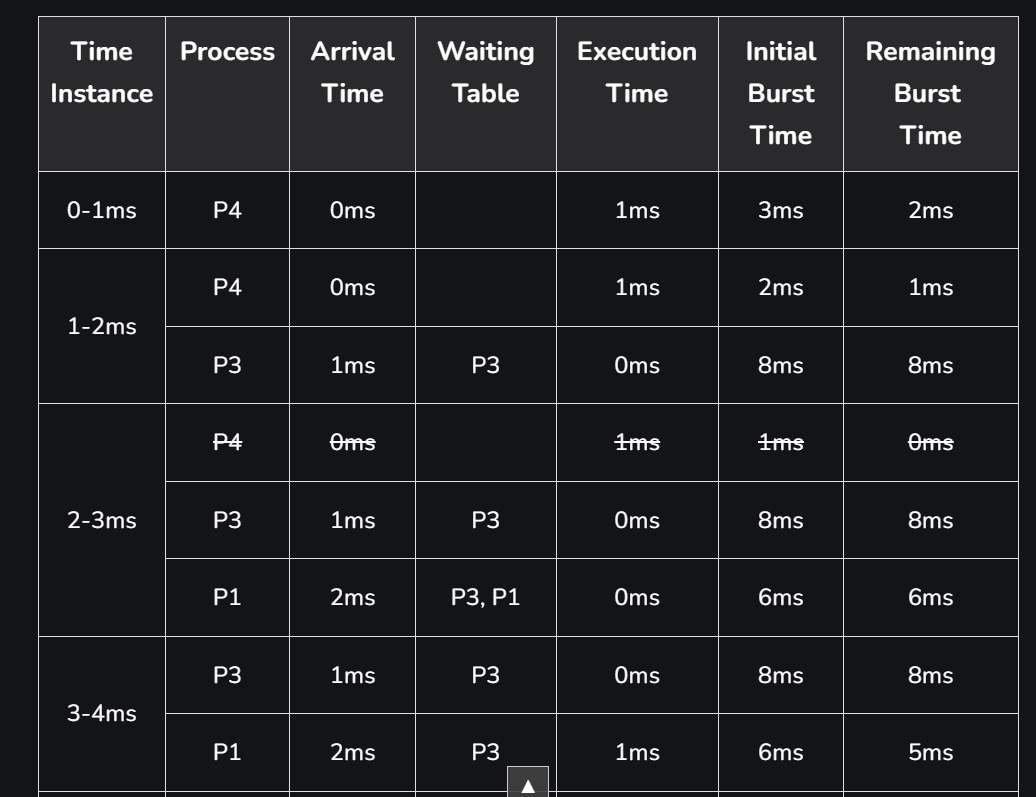 Time Instance Process Arrival Time Waiting Table Execution Time Initial Burst Time Remaining Burst Time
0-1ms P4 0ms 1ms 3ms 2ms
1-2ms P4 0ms 1ms 2ms 1ms
P3 1ms P3 0ms 8ms 8ms
2-3ms P4 0ms 1ms 1ms 0ms
P3 1ms P3 0ms 8ms 8ms
P1 2ms P3, P1 0ms 6ms 6ms
3-4ms P3 1ms P3 0ms 8ms 8ms
P1 2ms P3 1ms 6ms 5ms